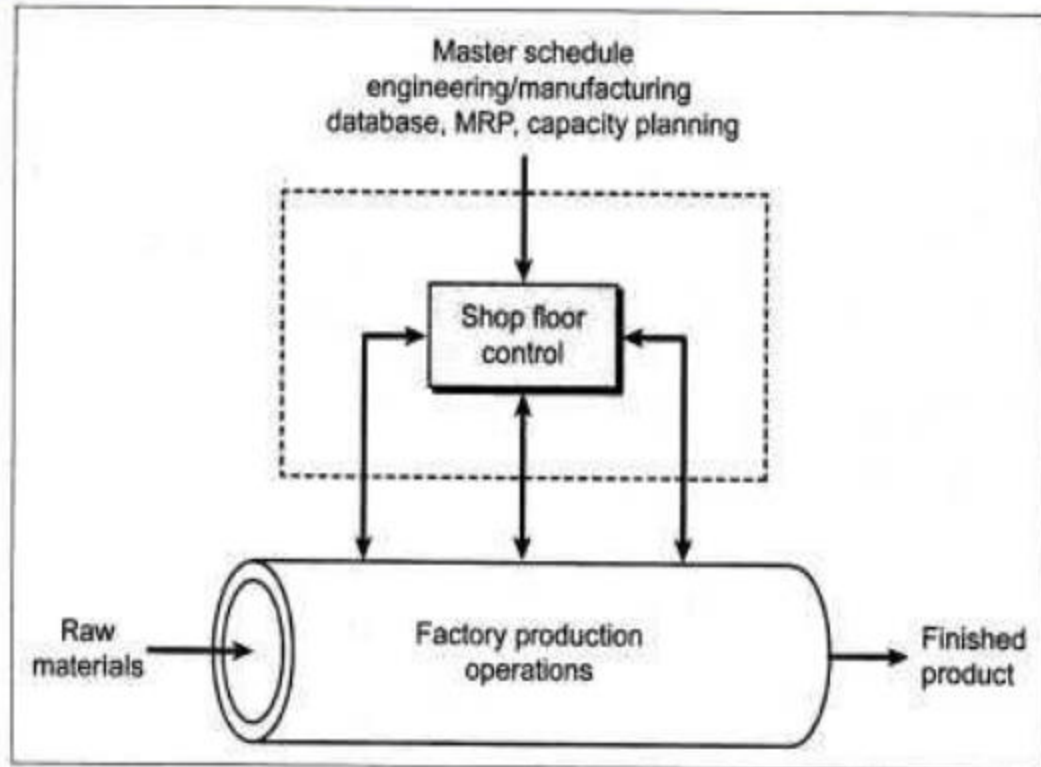 Master schedule
engineering/manufacturing
database, MRP, capacity planning
Shop floor
control
Raw
materials
Factory production
operations
Finished
product